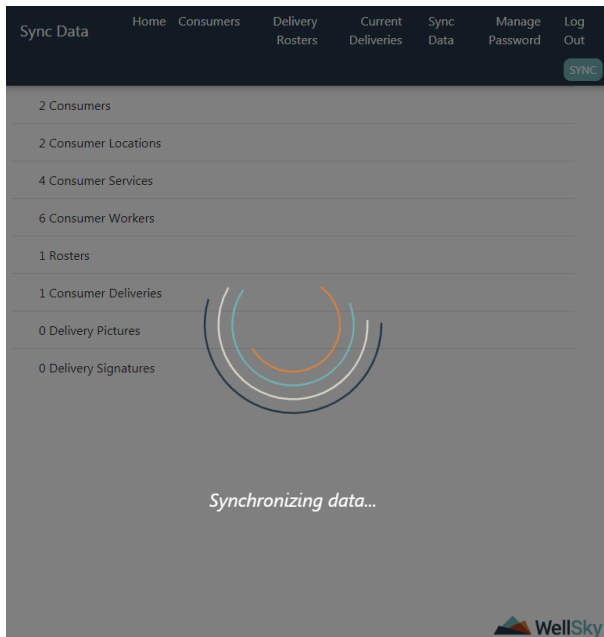 Sync Data
Home Consumers Delivery Rosters Current Deliveries Sync Data Manage Password Log Out
SYNC
2 Consumers
2 Consumer Locations
4 Consumer Services
6 Consumer Workers
1 Rosters
1 Consumer Deliveries
0 Delivery Pictures
0 Delivery Signatures
Synchronizing data...
WellSky